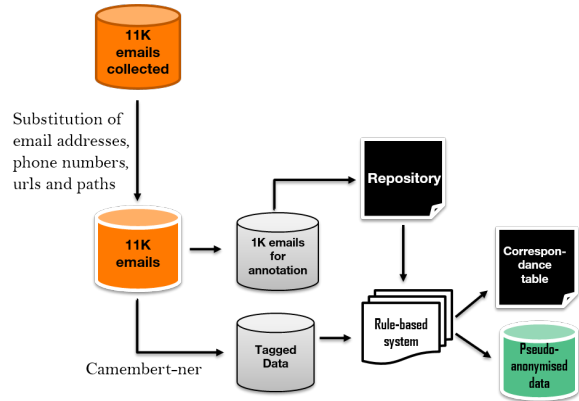 11K
emails
collected
Substitution of
email addresses,
phone numbers,
urls and paths
Repository
11K
emails
1K emails
for
annotation
Correspon-
dance
table
Rule-based
system
Tagged
Data
Camembert-ner
Pseudo-
anonymised
data